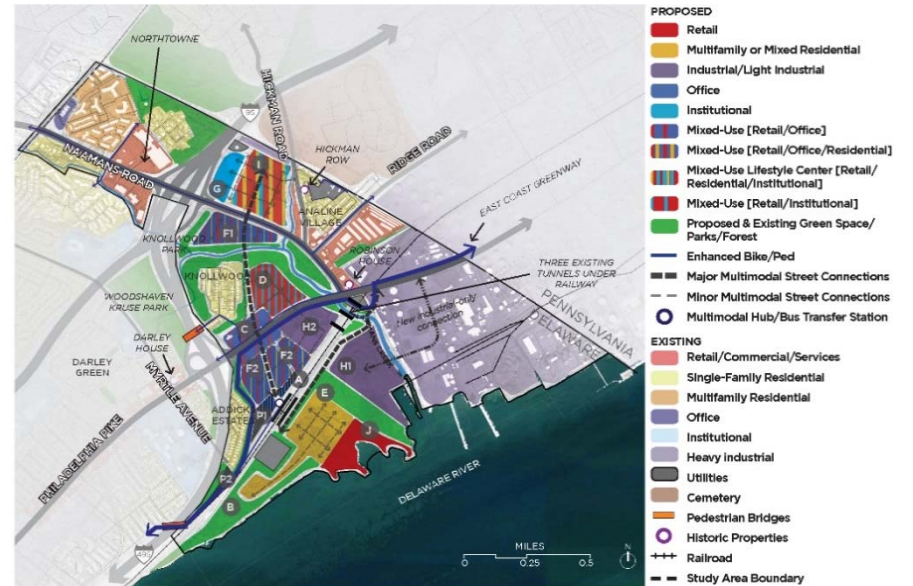 NORTHTOWNE
HICKMAN ROAD
95
NAAMANS ROAD
HICKMAN
ROW
RIDGE ROAD
I
G
ANALINE
VILLAGE
EAST COAST GREENWAY
F1
KNOLLWOOD
PARK
ROBINSON
HOUSE
KNOLLWOOD
D
THREE EXISTING
TUNNELS UNDER
RAILWAY
WOODSHAVEN
KRUSE PARK
New industrial-only
connection
PENNSYLVANIA
DELAWARE
C
H2
DARLEY
HOUSE
DARLEY
GREEN
F2
F2
H1
MYRTLE AVENUE
A
E
ADDICKS
ESTATES
P1
J
PHILADELPHIA PIKE
P2
B
DELAWARE RIVER
495
MILES
0 0.25 0.5
N
PROPOSED
Retail
Multifamily or Mixed Residential
Industrial/Light Industrial
Office
Institutional
Mixed-Use [Retail/Office]
Mixed-Use [Retail/Office/Residential]
Mixed-Use Lifestyle Center [Retail/
Residential/Institutional]
Mixed-Use [Retail/Institutional]
Proposed & Existing Green Space/
Parks/Forest
Enhanced Bike/Ped
Major Multimodal Street Connections
Minor Multimodal Street Connections
Multimodal Hub/Bus Transfer Station
EXISTING
Retail/Commercial/Services
Single-Family Residential
Multifamily Residential
Office
Institutional
Heavy industrial
Utilities
Cemetery
Pedestrian Bridges
Historic Properties
Railroad
Study Area Boundary